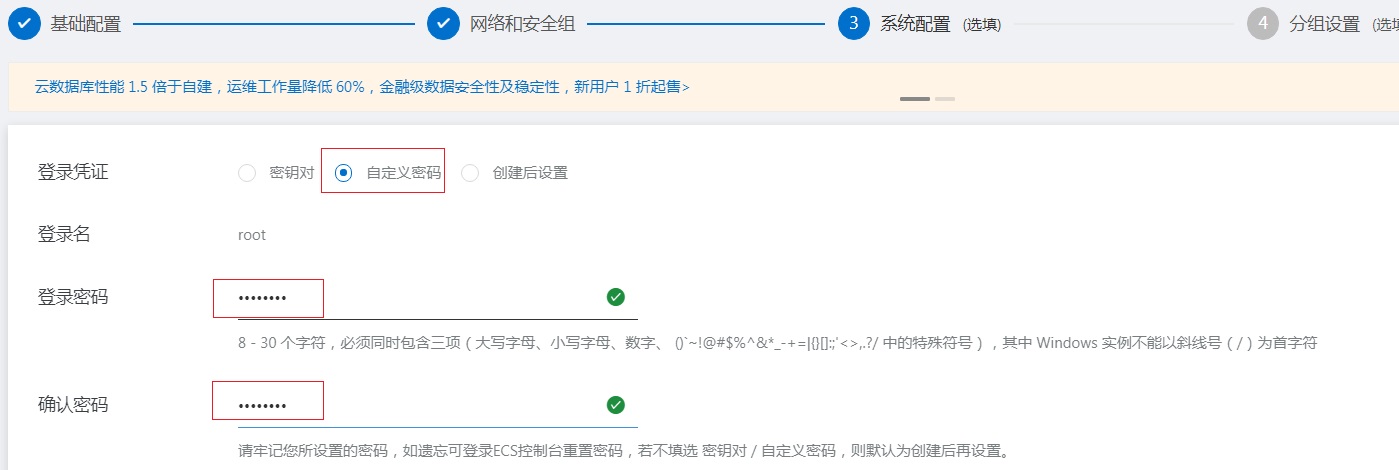 基础配置 网络和安全组 3 系统配置 (选填) 4 分组设置
云数据库性能 1.5 倍于自建，运维工作量降低 60%，金融级数据安全性及稳定性，新用户 1 折起售>
登录凭证 密钥对 自定义密码 创建后设置
登录名 root
登录密码 ••••••••
8 - 30 个字符，必须同时包含三项（大写字母、小写字母、数字、 ()`~!@#$%^&*_-+=|{}[]:;'<>,.?/ 中的特殊符号），其中 Windows 实例不能以斜线号（/）为首字符
确认密码 ••••••••
请牢记您所设置的密码，如遗忘可登录ECS控制台重置密码，若不填选 密钥对 / 自定义密码，则默认为创建后再设置。